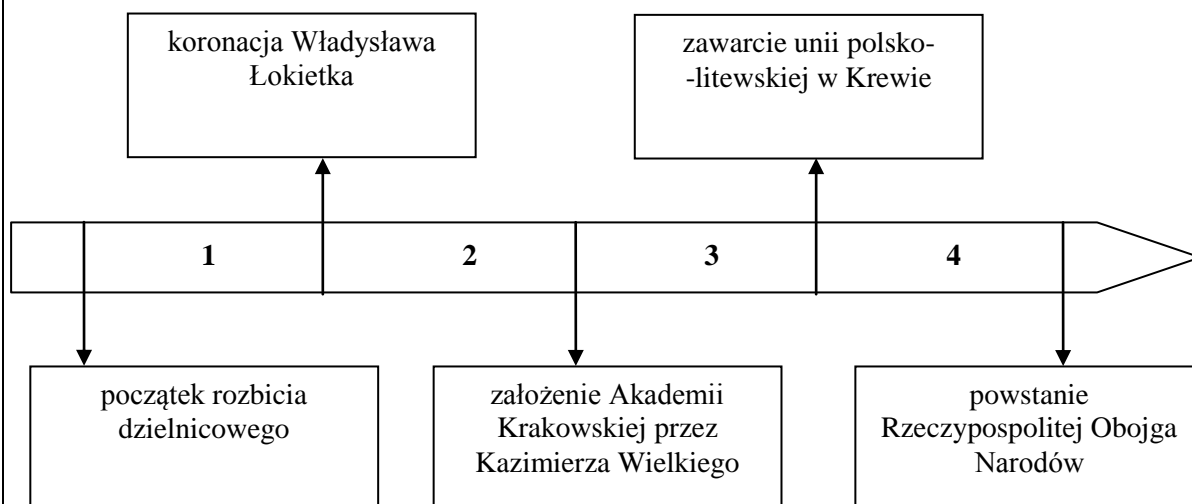 koronacja Władysława
Łokietka
zawarcie unii polsko-
-litewskiej w Krewie
1
2
3
4
początek rozbicia
dzielnicowego
założenie Akademii
Krakowskiej przez
Kazimierza Wielkiego
powstanie
Rzeczypospolitej Obojga
Narodów